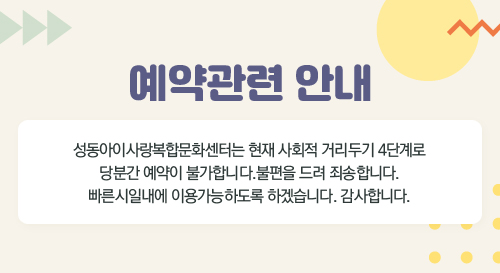 예약관련 안내
성동아이사랑복합문화센터는 현재 사회적 거리두기 4단계로
당분간 예약이 불가합니다.불편을 드려 죄송합니다.
빠른시일내에 이용가능하도록 하겠습니다. 감사합니다.